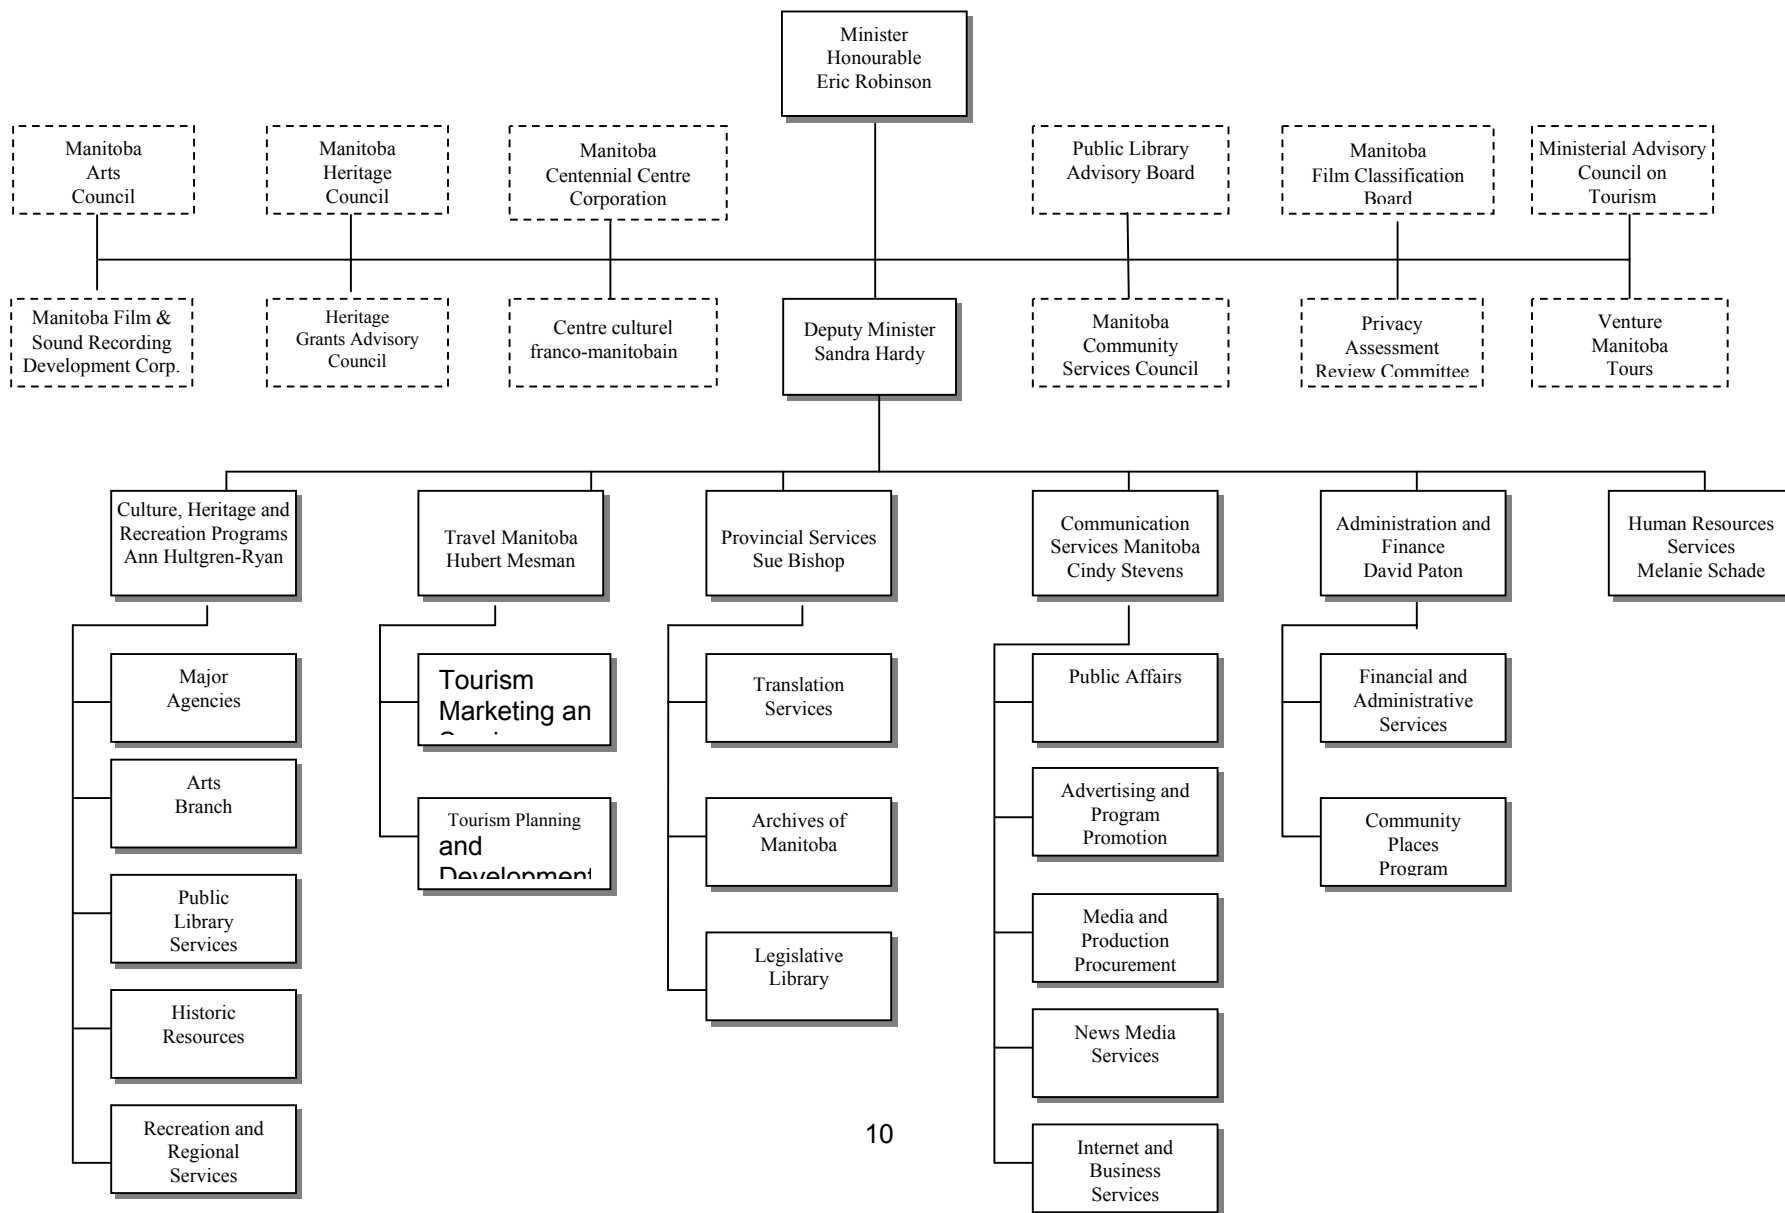 Minister
Honourable
Eric Robinson
Manitoba
Arts
Council
Manitoba
Heritage
Council
Manitoba
Centennial Centre
Corporation
Public Library
Advisory Board
Manitoba
Film Classification
Board
Ministerial Advisory
Council on
Tourism
Manitoba Film &
Sound Recording
Development Corp.
Heritage
Grants Advisory
Council
Centre culturel
franco-manitobain
Deputy Minister
Sandra Hardy
Manitoba
Community
Services Council
Privacy
Assessment
Review Committee
Venture
Manitoba
Tours
Culture, Heritage and
Recreation Programs
Ann Hultgren-Ryan
Travel Manitoba
Hubert Mesman
Provincial Services
Sue Bishop
Communication
Services Manitoba
Cindy Stevens
Administration and
Finance
David Paton
Human Resources
Services
Melanie Schade
Major
Agencies
Arts
Branch
Public
Library
Services
Historic
Resources
Recreation and
Regional
Services
Tourism
Marketing an
Tourism Planning
and
Development
Translation
Services
Archives of
Manitoba
Legislative
Library
Public Affairs
Advertising and
Program
Promotion
Media and
Production
Procurement
News Media
Services
Internet and
Business
Services
Financial and
Administrative
Services
Community
Places
Program
10